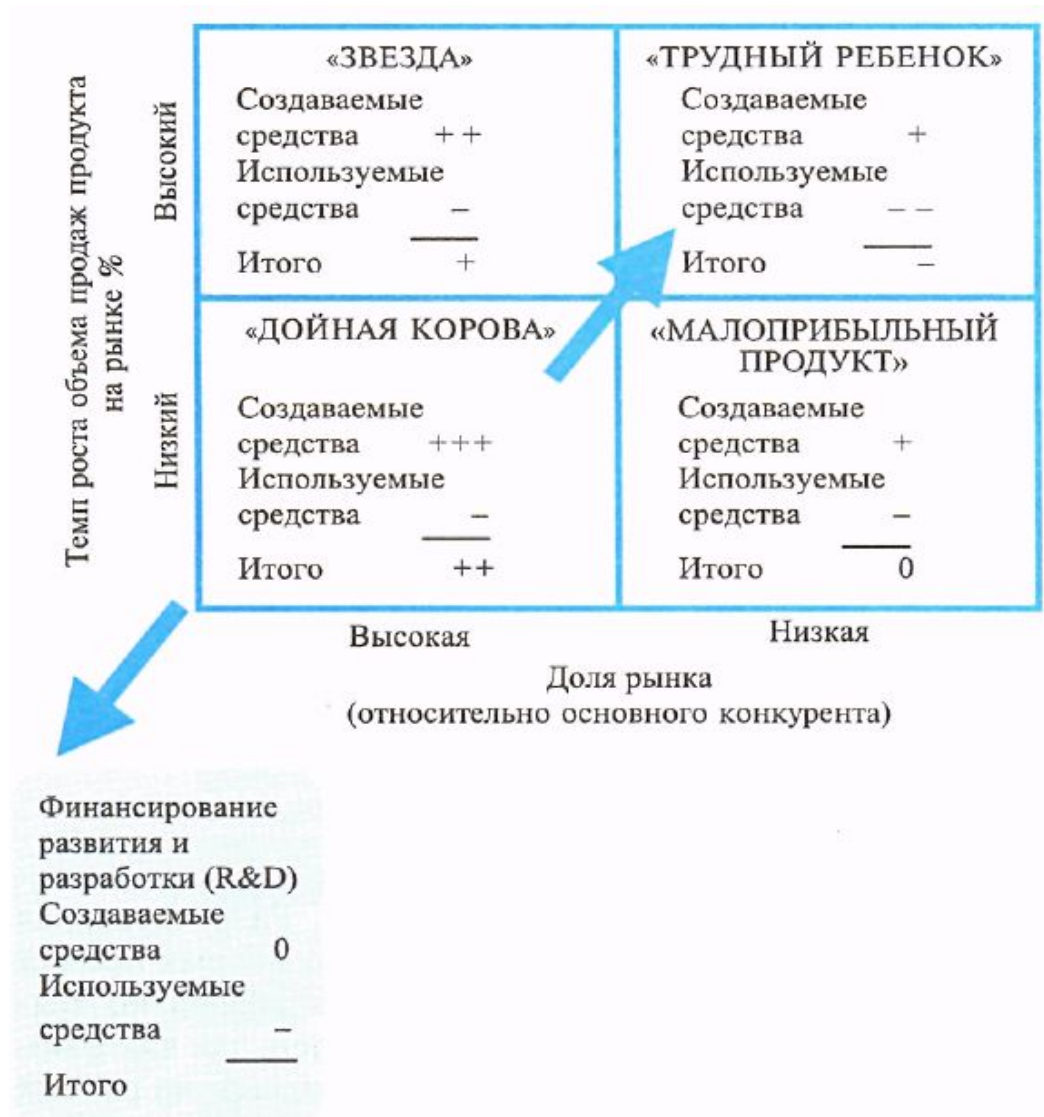 Темп роста объема продаж продукта
на рынке %
Высокий
Низкий
«ЗВЕЗДА»
Создаваемые
средства ++
Используемые
средства –
Итого +
«ТРУДНЫЙ РЕБЕНОК»
Создаваемые
средства +
Используемые
средства – –
Итого –
«ДОЙНАЯ КОРОВА»
Создаваемые
средства +++
Используемые
средства –
Итого ++
«МАЛОПРИБЫЛЬНЫЙ
ПРОДУКТ»
Создаваемые
средства +
Используемые
средства –
Итого 0
Высокая
Низкая
Доля рынка
(относительно основного конкурента)
Финансирование
развития и
разработки (R&D)
Создаваемые
средства 0
Используемые
средства –
Итого